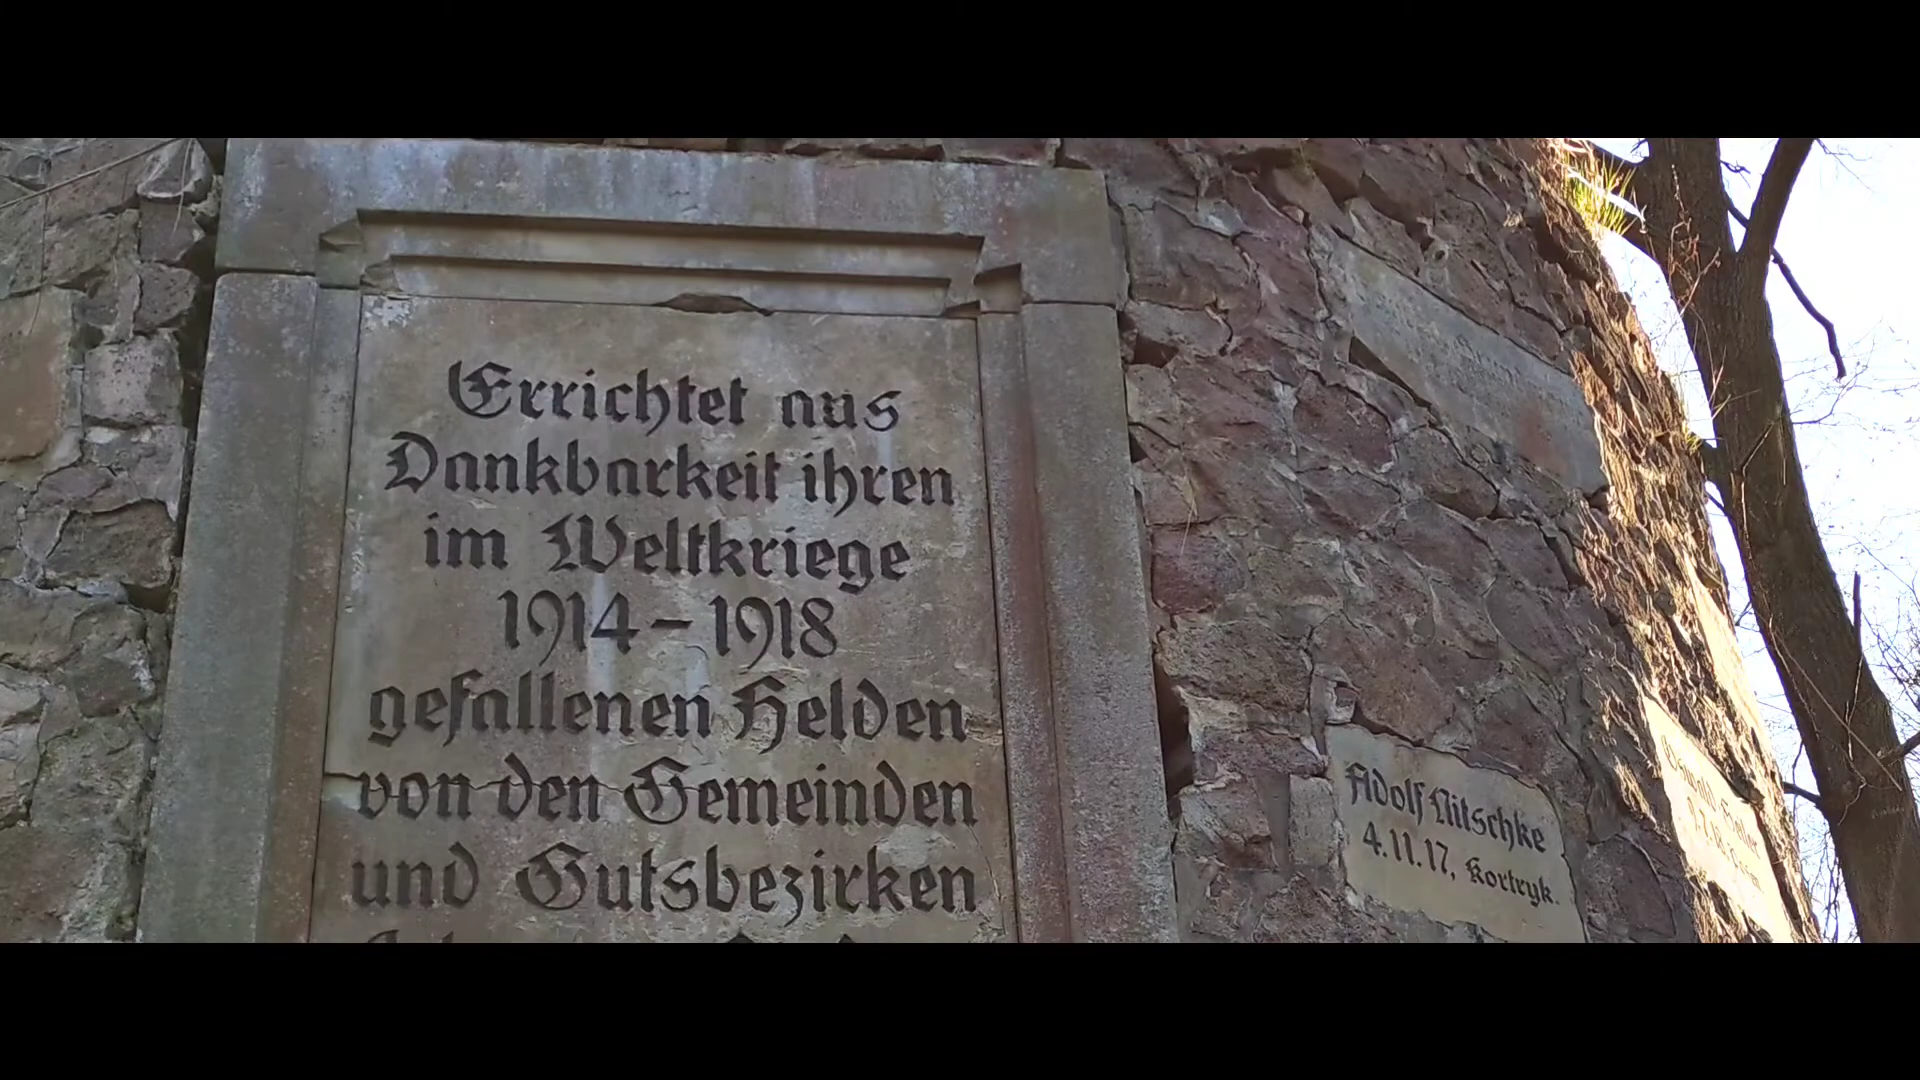 Errichtet aus
Dankbarkeit ihren
im Weltkriege
1914-1918
gefallenen Helden
von den Gemeinden
und Gutsbezirken
Adolf Nitschke
4.11.17, Kortryk.